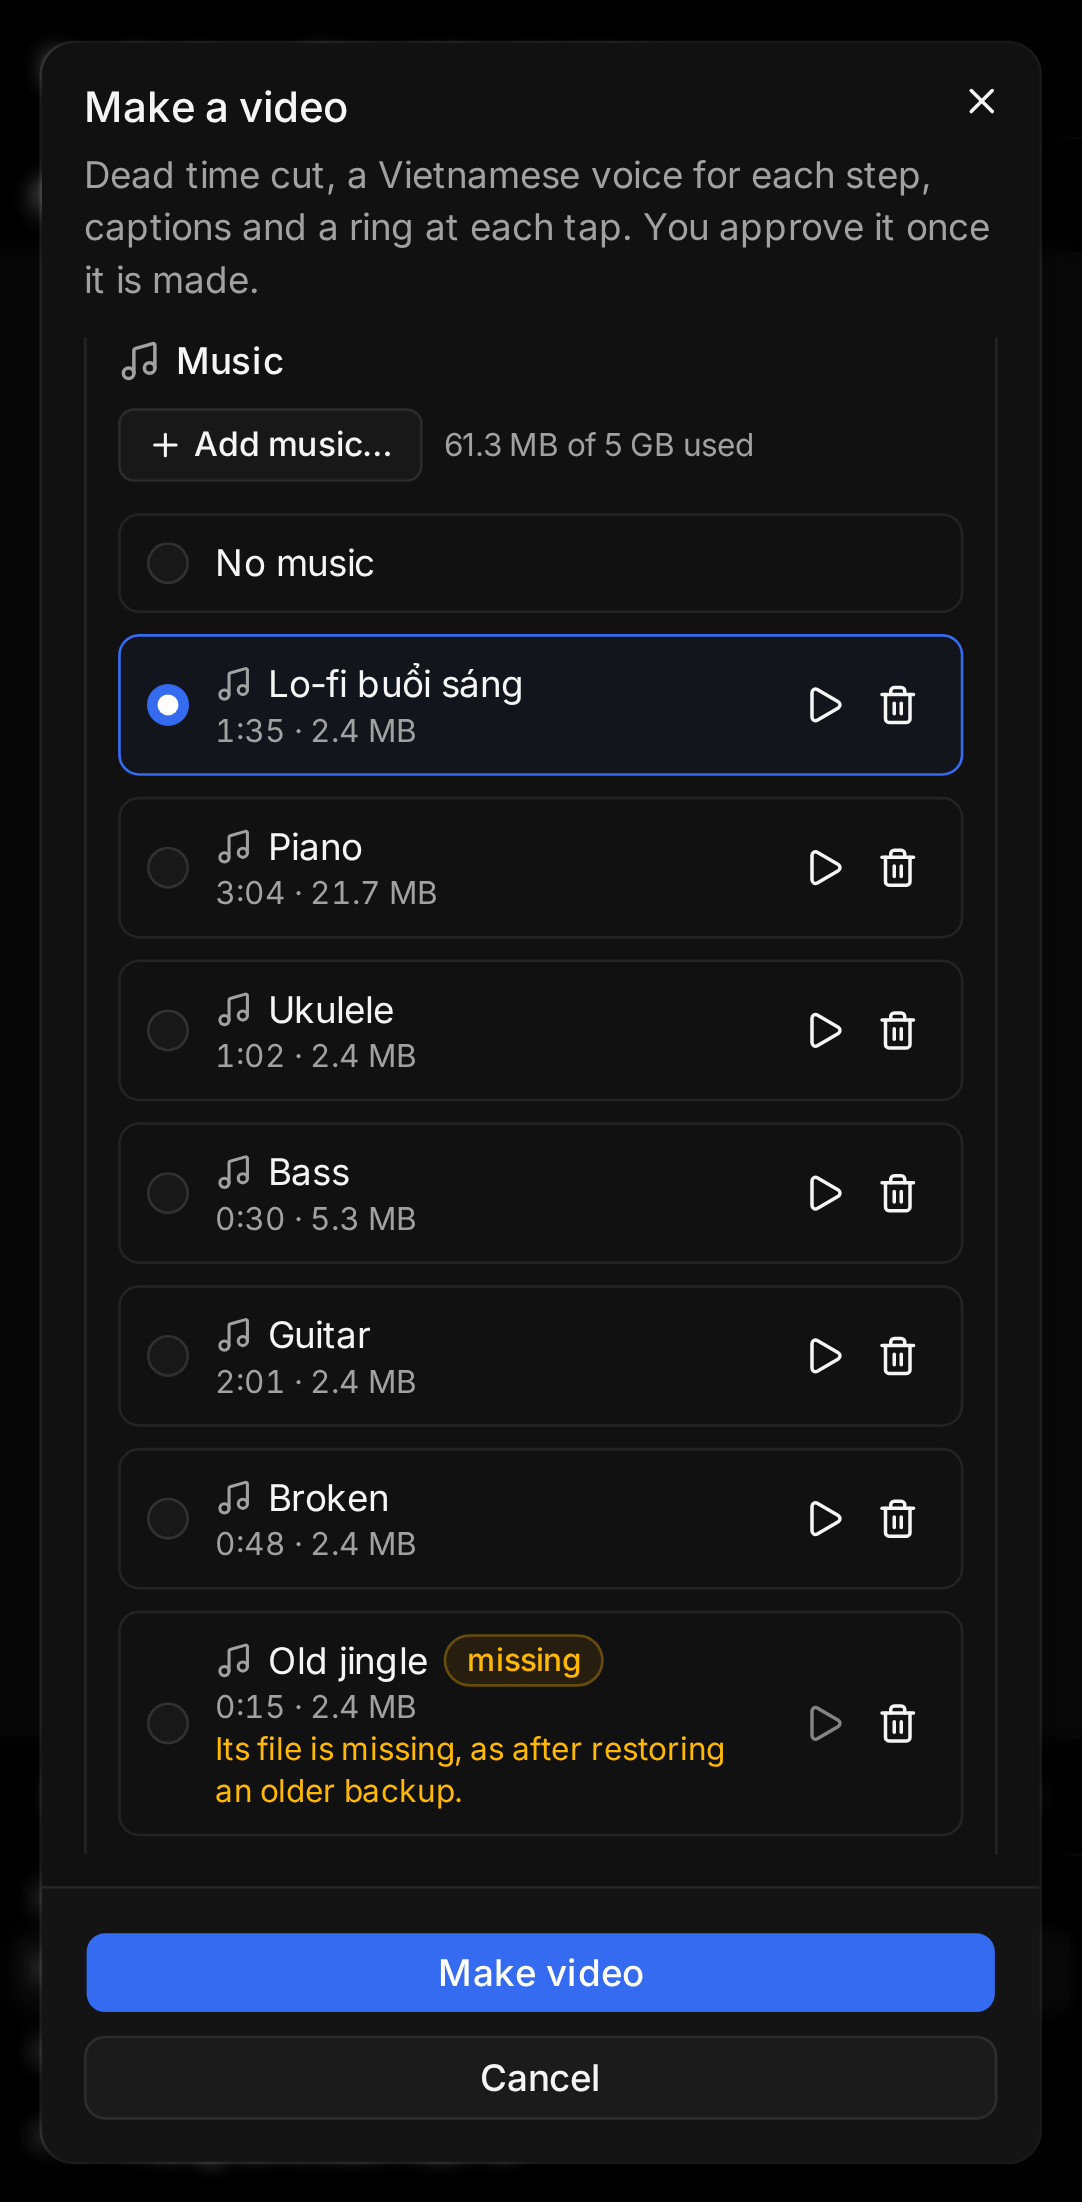 Make a video
Dead time cut, a Vietnamese voice for each step,
captions and a ring at each tap. You approve it once
it is made.
Music
Add music...
61.3 MB of 5 GB used
No music
Lo-fi buổi sáng
1:35 · 2.4 MB
Piano
3:04 · 21.7 MB
Ukulele
1:02 · 2.4 MB
Bass
0:30 · 5.3 MB
Guitar
2:01 · 2.4 MB
Broken
0:48 · 2.4 MB
Old jingle missing
0:15 · 2.4 MB
Its file is missing, as after restoring
an older backup.
Make video
Cancel